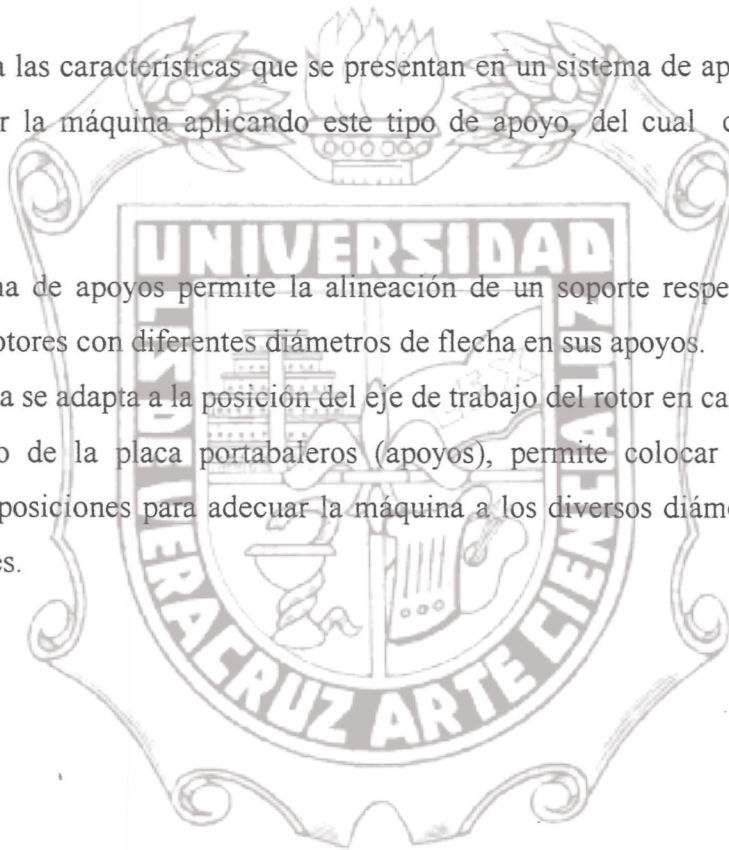 a las características que se presentan en un sistema de ap
r la máquina aplicando este tipo de apoyo, del cual
na de apoyos permite la alineación de un soporte respe
otores con diferentes diámetros de flecha en sus apoyos.
a se adapta a la posición del eje de trabajo del rotor en ca
o de la placa portabaleros (apoyos), permite colocar
posiciones para adecuar la máquina a los diversos diám
es.
UNIVERSIDAD
VERACRUZ ARTE CIENCIA LUZ